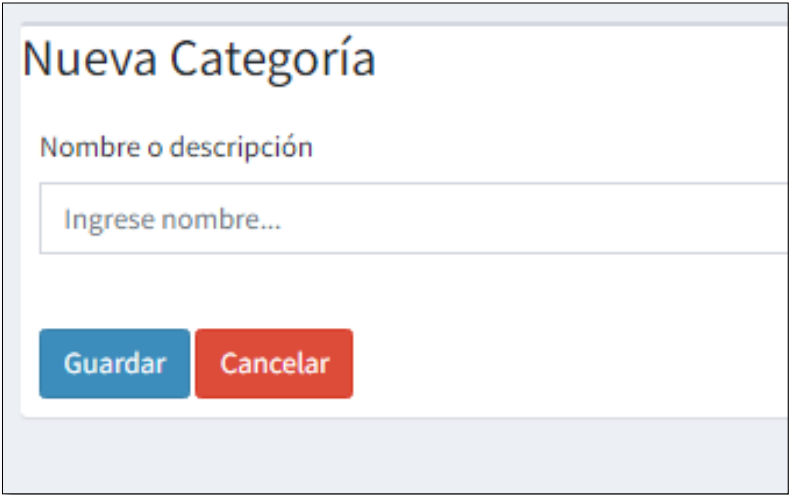 Nueva Categoría
Nombre o descripción
Ingrese nombre...
Guardar Cancelar